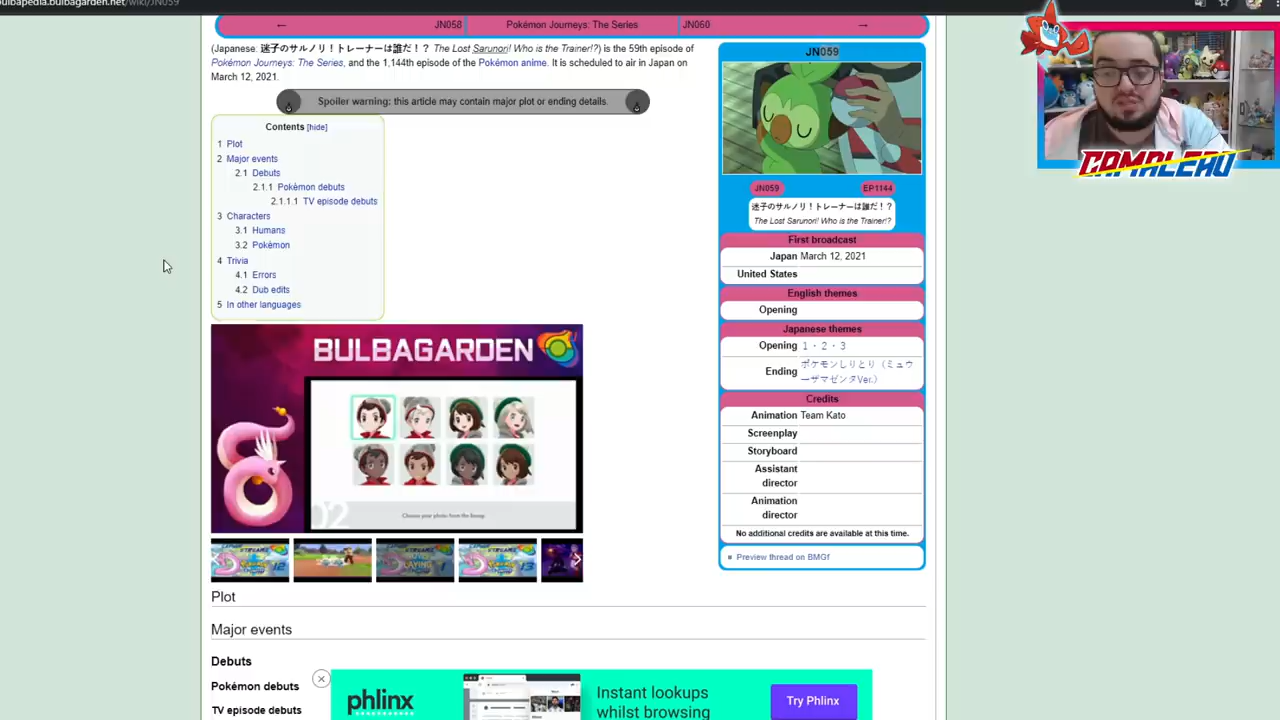 bulbapedia.bulbagarden.net/wiki/JN059
← JN058 Pokémon Journeys: The Series JN060 →
(Japanese: 迷子のサルノリ！トレーナーは誰だ！？ The Lost Sarunori! Who is the Trainer!?) is the 59th episode of
Pokémon Journeys: The Series, and the 1,144th episode of the Pokémon anime. It is scheduled to air in Japan on
March 12, 2021.
Spoiler warning: this article may contain major plot or ending details.
Contents [hide]
1 Plot
2 Major events
2.1 Debuts
2.1.1 Pokémon debuts
2.1.1.1 TV episode debuts
3 Characters
3.1 Humans
3.2 Pokémon
4 Trivia
4.1 Errors
4.2 Dub edits
5 In other languages
BULBAGARDEN
02
Choose your photo from the lineup.
Plot
Major events
Debuts
Pokémon debuts
TV episode debuts
phlinx
Instant lookups
whilst browsing
Try Phlinx
JN059
JN059 EP1144
迷子のサルノリ！トレーナーは誰だ！？
The Lost Sarunori! Who is the Trainer!?
First broadcast
Japan March 12, 2021
United States
English themes
Opening
Japanese themes
Opening 1・2・3
Ending ポケモンしりとり（ミュウ
ーザマゼンタVer.）
Credits
Animation Team Kato
Screenplay
Storyboard
Assistant
director
Animation
director
No additional credits are available at this time.
Preview thread on BMGf
CAMALEAU